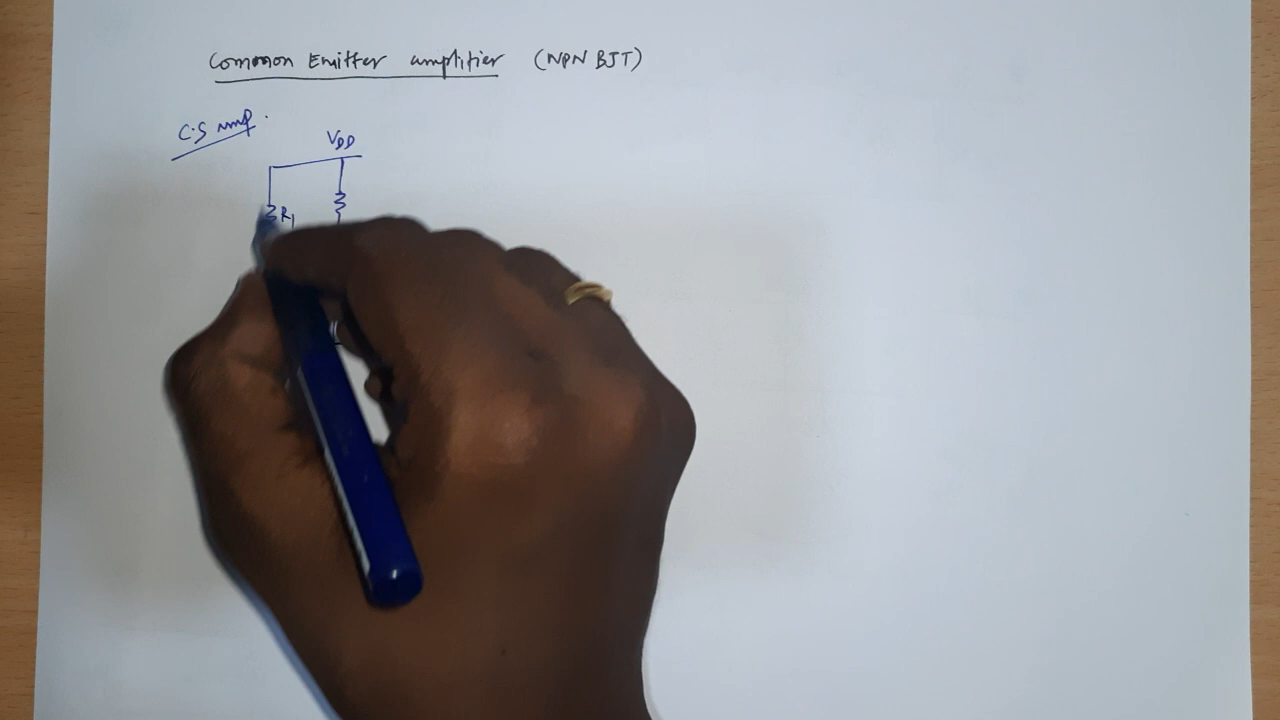 Common Emitter amplifier (NPN BJT)
C.S amp.
VDD
R1